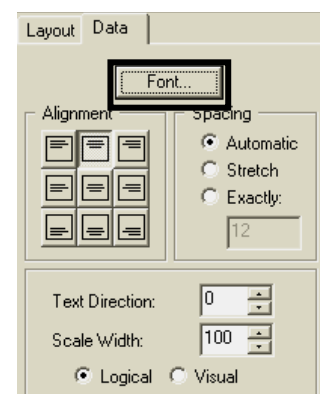 Layout Data
Font...
Alignment Spacing
Automatic
Stretch
Exactly:
12
Text Direction: 0
Scale Width: 100
Logical Visual